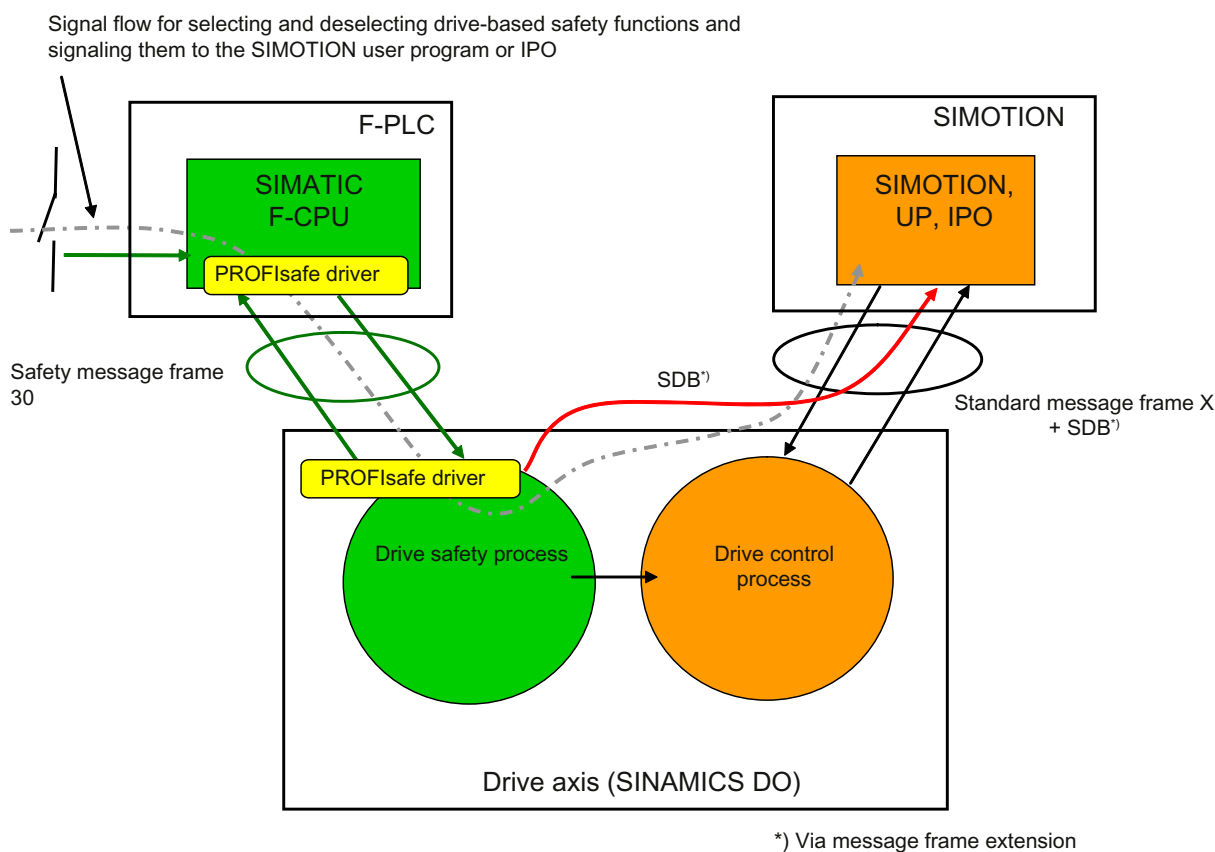 Signal flow for selecting and deselecting drive-based safety functions and
signaling them to the SIMOTION user program or IPO
F-PLC
SIMOTION
SIMATIC
F-CPU
SIMOTION,
UP, IPO
PROFIsafe driver
Safety message frame
30
SDB*)
Standard message frame X
+ SDB*)
PROFIsafe driver
Drive safety process
Drive control
process
Drive axis (SINAMICS DO)
*) Via message frame extension